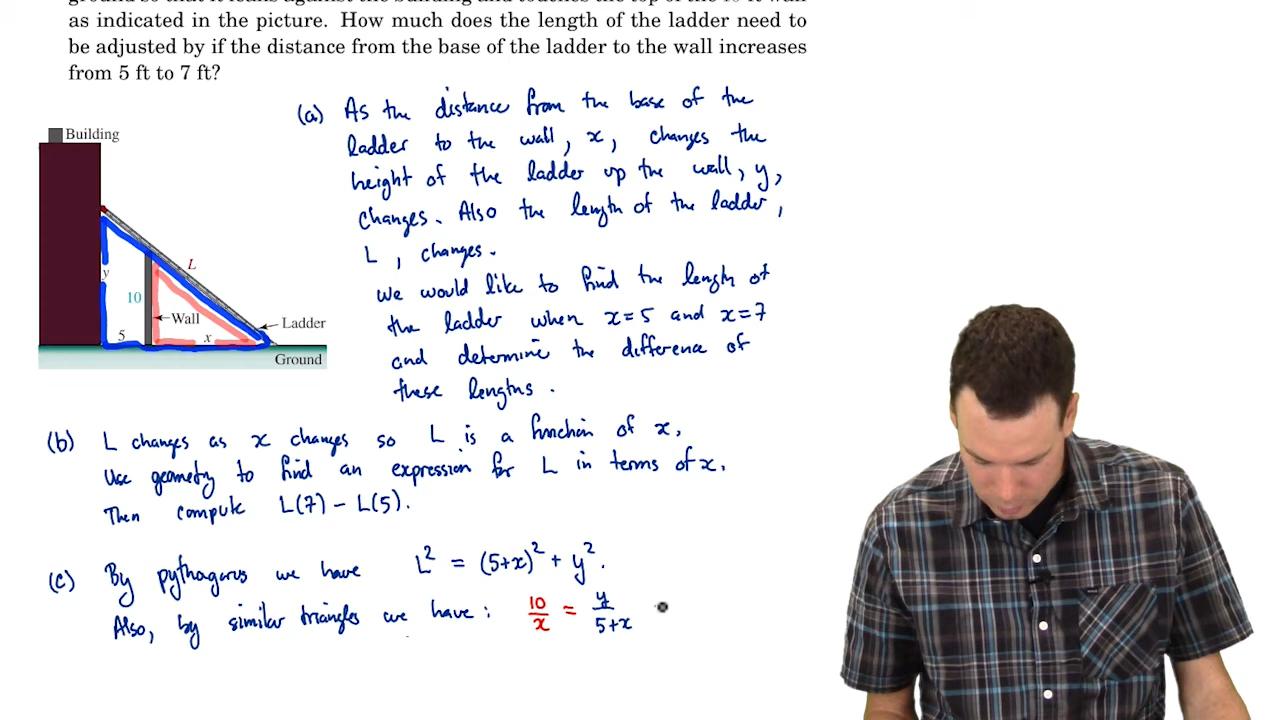 ground so that it leans against the building and touches the top of the 10 ft wall
as indicated in the picture. How much does the length of the ladder need to
be adjusted by if the distance from the base of the ladder to the wall increases
from 5 ft to 7 ft?
Building
y
L
10
Wall
5
x
Ladder
Ground
(a) As the distance from the base of the
ladder to the wall, x, changes the
height of the ladder up the wall, y,
changes. Also the length of the ladder,
L, changes.
We would like to find the length of
the ladder when x=5 and x=7
and determine the difference of
these lengths.
(b) L changes as x changes so L is a function of x.
Use geometry to find an expression for L in terms of x.
Then compute L(7) - L(5).
(c) By pythagorus we have L² = (5+x)² + y².
Also, by similar triangles we have: 10/x = y/5+x